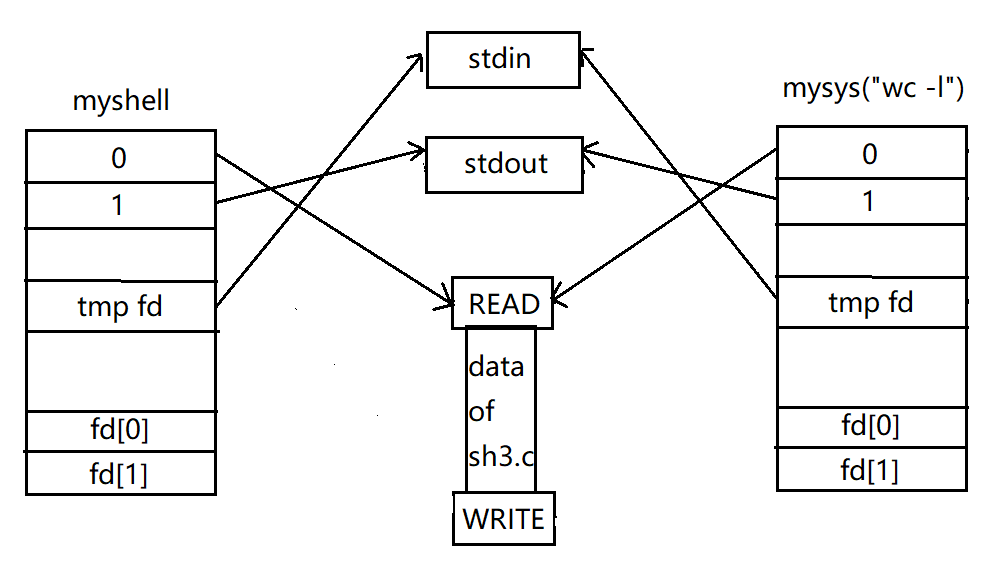 myshell
0
1
tmp fd
fd[0]
fd[1]
stdin
stdout
READ
data
of
sh3.c
WRITE
mysys("wc -l")
0
1
tmp fd
fd[0]
fd[1]